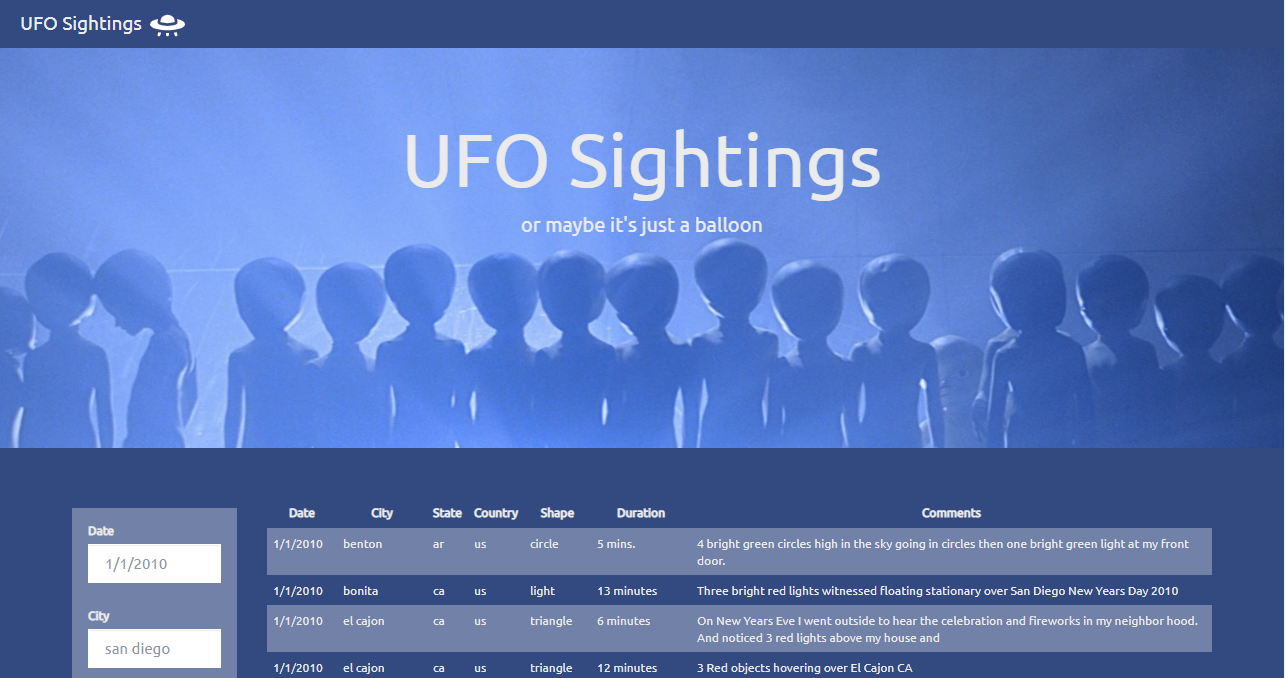 UFO Sightings
UFO Sightings
or maybe it's just a balloon
Date
1/1/2010
City
san diego
Date City State Country Shape Duration Comments
1/1/2010 benton ar us circle 5 mins. 4 bright green circles high in the sky going in circles then one bright green light at my front
door.
1/1/2010 bonita ca us light 13 minutes Three bright red lights witnessed floating stationary over San Diego New Years Day 2010
1/1/2010 el cajon ca us triangle 6 minutes On New Years Eve I went outside to hear the celebration and fireworks in my neighbor hood.
And noticed 3 red lights above my house and
1/1/2010 el cajon ca us triangle 12 minutes 3 Red objects hovering over El Cajon CA